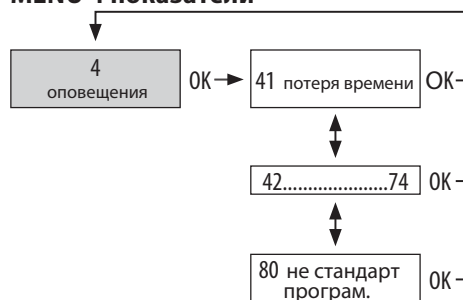 MENU 4 показатели
4
оповещения
OK
41 потеря времени
OK
42......................74
OK
80 не стандарт
програм.
OK